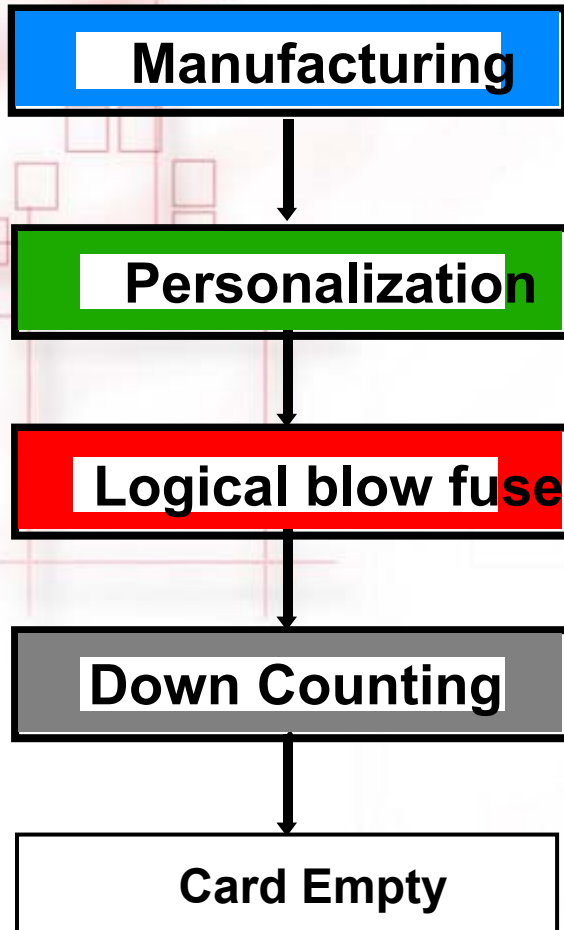 Manufacturing
Personalization
Logical blow fuse
Down Counting
Card Empty